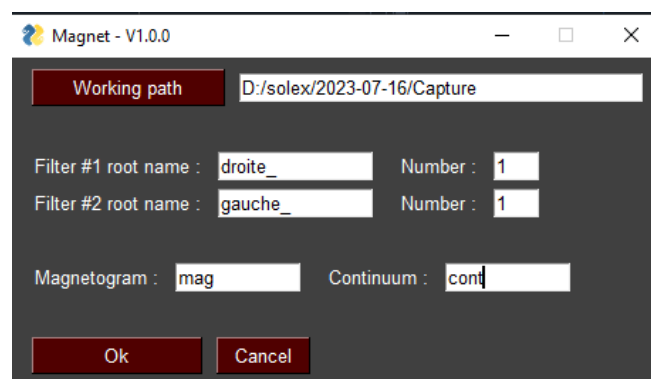 Magnet - V1.0.0
Working path D:/solex/2023-07-16/Capture
Filter #1 root name : droite_ Number : 1
Filter #2 root name : gauche_ Number : 1
Magnetogram : mag Continuum : cont
Ok Cancel